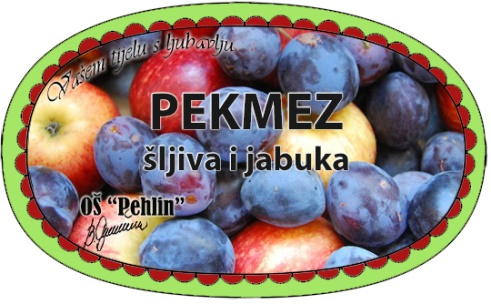 Vašem tijelu s ljubavlju
PEKMEZ
šljiva i jabuka
OŠ "Pehlin"